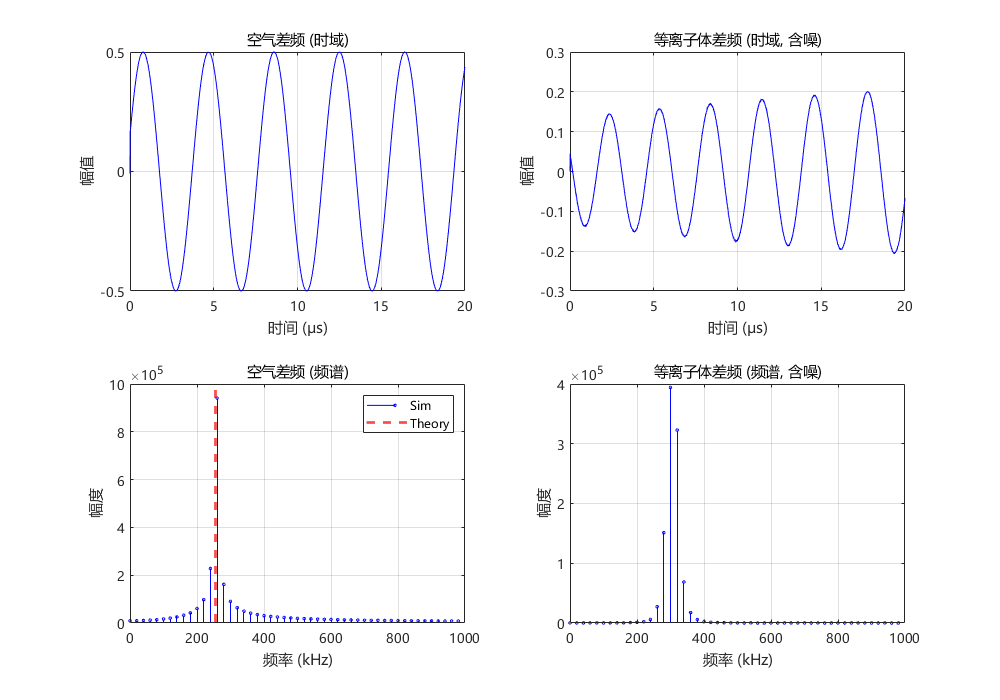 空气差频 (时域)
0.5
0
-0.5
幅值
0 5 10 15 20
时间 (μs)
等离子体差频 (时域, 含噪)
0.3
0.2
0.1
0
-0.1
-0.2
-0.3
幅值
0 5 10 15 20
时间 (μs)
空气差频 (频谱)
×10⁵
10
8
6
4
2
0
幅度
Sim
Theory
0 200 400 600 800 1000
频率 (kHz)
等离子体差频 (频谱, 含噪)
×10⁵
4
3
2
1
0
幅度
0 200 400 600 800 1000
频率 (kHz)